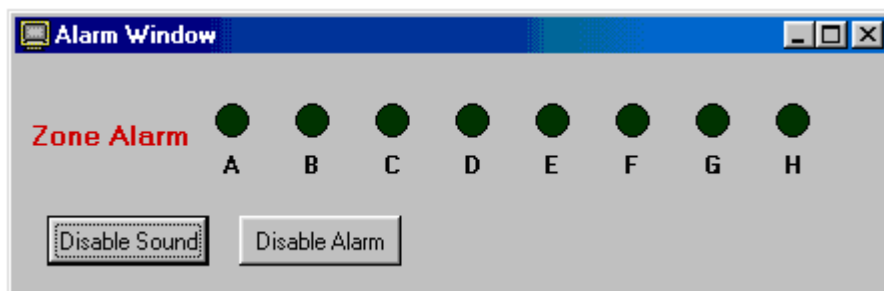 Alarm Window
Zone Alarm
A B C D E F G H
Disable Sound Disable Alarm